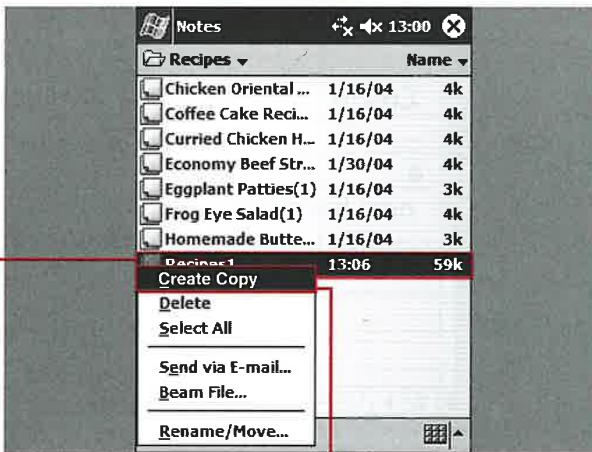 Notes 13:00
Recipes Name
Chicken Oriental ... 1/16/04 4k
Coffee Cake Reci... 1/16/04 4k
Curried Chicken H... 1/16/04 4k
Economy Beef Str... 1/30/04 4k
Eggplant Patties(1) 1/16/04 3k
Frog Eye Salad(1) 1/16/04 4k
Homemade Butte... 1/16/04 3k
Recipes1 13:06 59k
Create Copy
Delete
Select All
Send via E-mail...
Beam File...
Rename/Move...